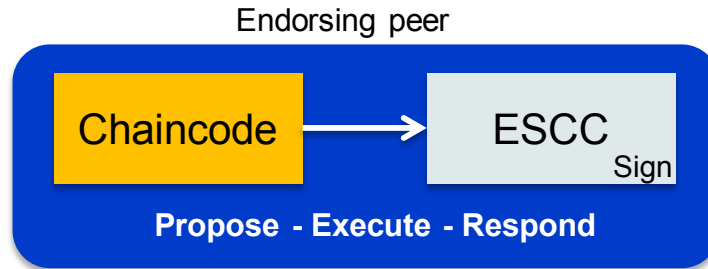 Endorsing peer
Chaincode
ESCC
Sign
Propose - Execute - Respond